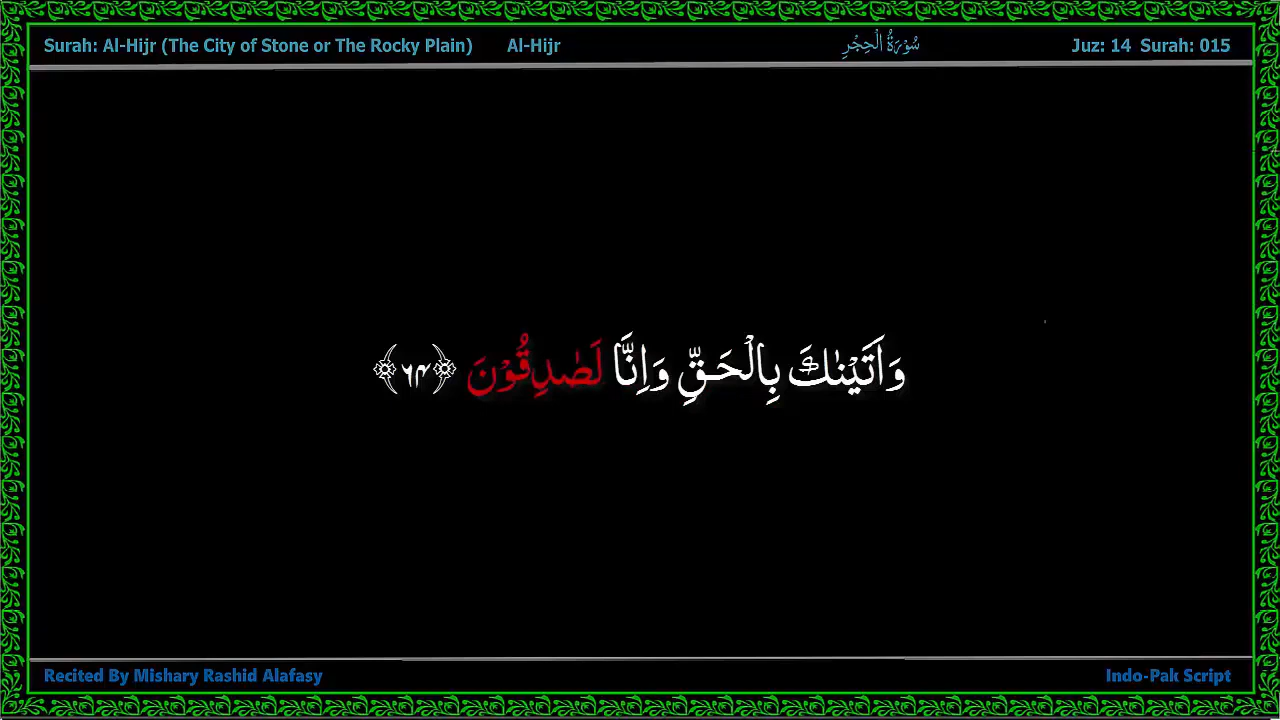 Surah: Al-Hijr (The City of Stone or The Rocky Plain) Al-Hijr سُوْرَةُ الْحِجْرِ Juz: 14 Surah: 015
وَاَتَيْنٰكَ بِالْحَقِّ وَاِنَّا لَصٰدِقُوْنَ ﴿۶۴﴾
Recited By Mishary Rashid Alafasy Indo-Pak Script